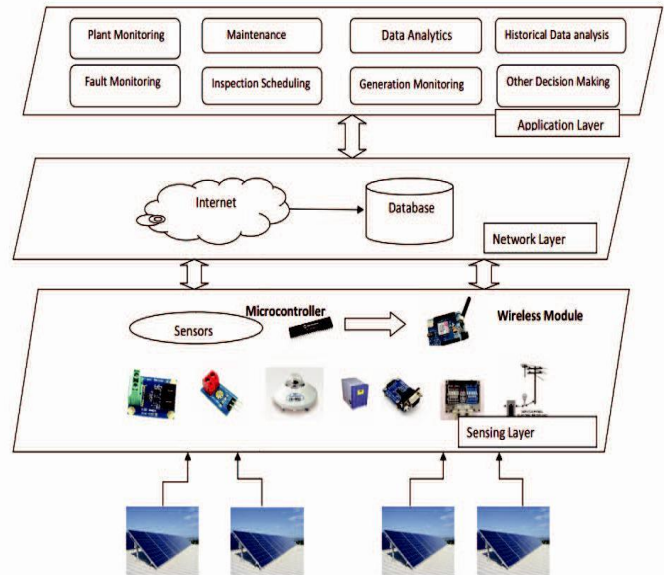 Plant Monitoring
Maintenance
Data Analytics
Historical Data analysis
Fault Monitoring
Inspection Scheduling
Generation Monitoring
Other Decision Making
Application Layer
Internet
Database
Network Layer
Microcontroller
Sensors
Wireless Module
Sensing Layer